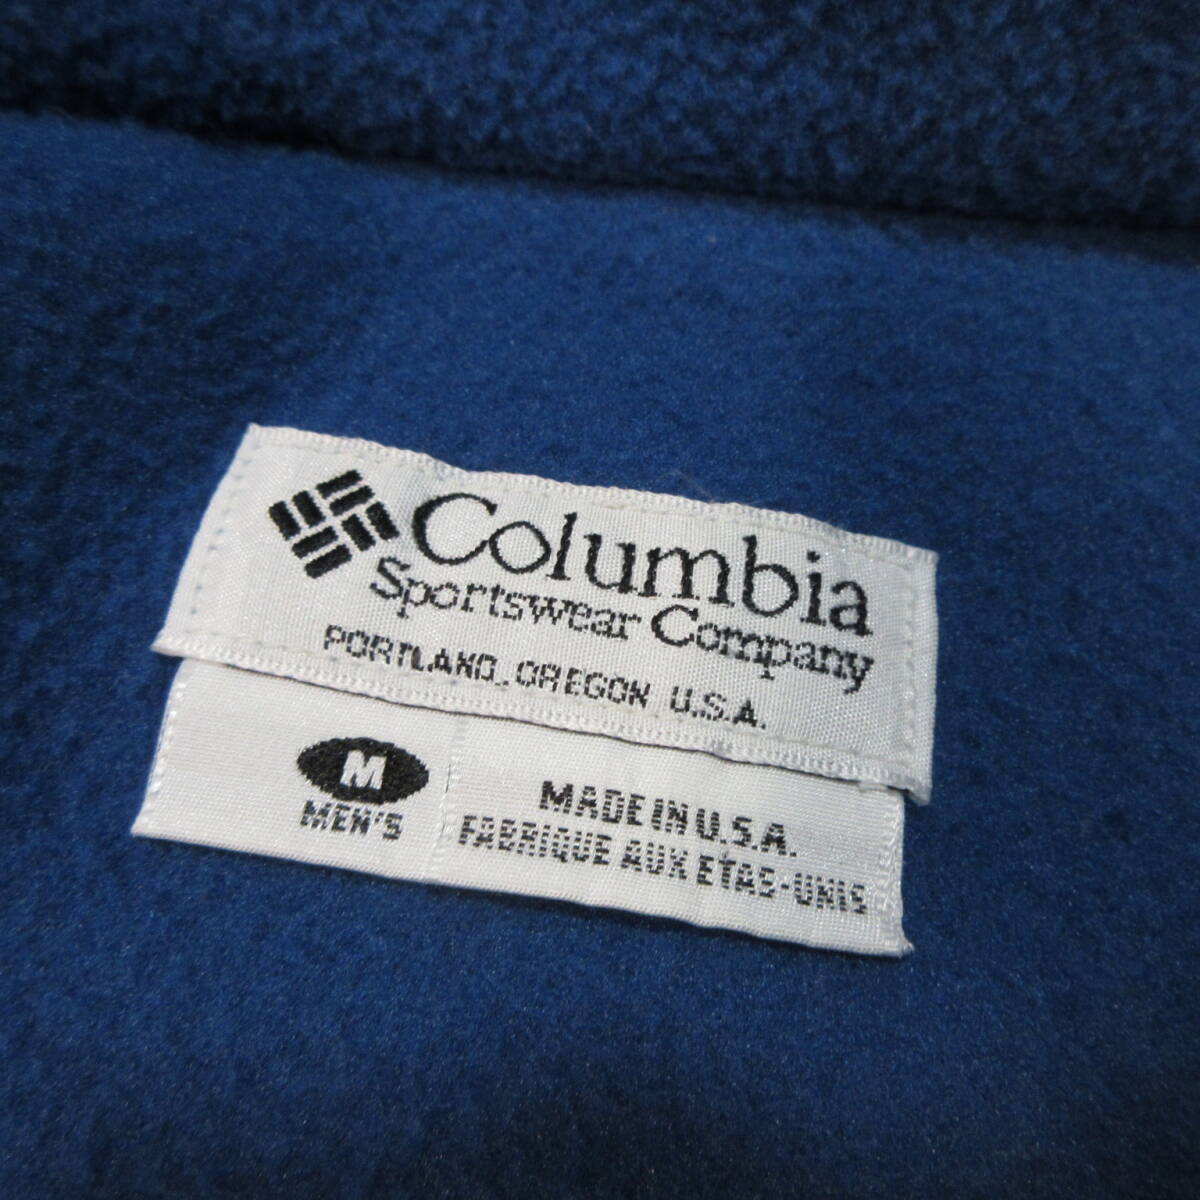 Columbia
Sportswear Company
PORTLAND, OREGON U.S.A.
M
MEN'S
MADE IN U.S.A.
FABRIQUE AUX ETAS-UNIS